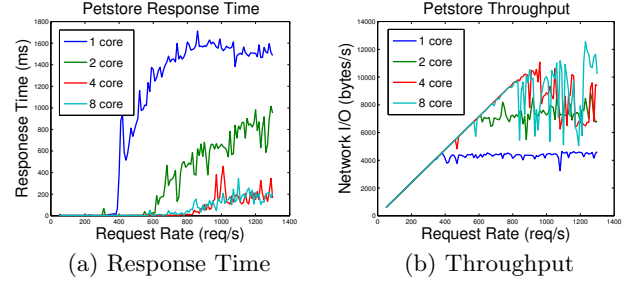 Petstore Response Time
1800
1600
1400
1200
1000
800
600
400
200
0
0 200 400 600 800 1000 1200 1400
Responese Time (ms)
Request Rate (req/s)
1 core
2 core
4 core
8 core
(a) Response Time
Petstore Throughput
14000
12000
10000
8000
6000
4000
2000
0
0 200 400 600 800 1000 1200 1400
Network I/O (bytes/s)
Request Rate (req/s)
1 core
2 core
4 core
8 core
(b) Throughput